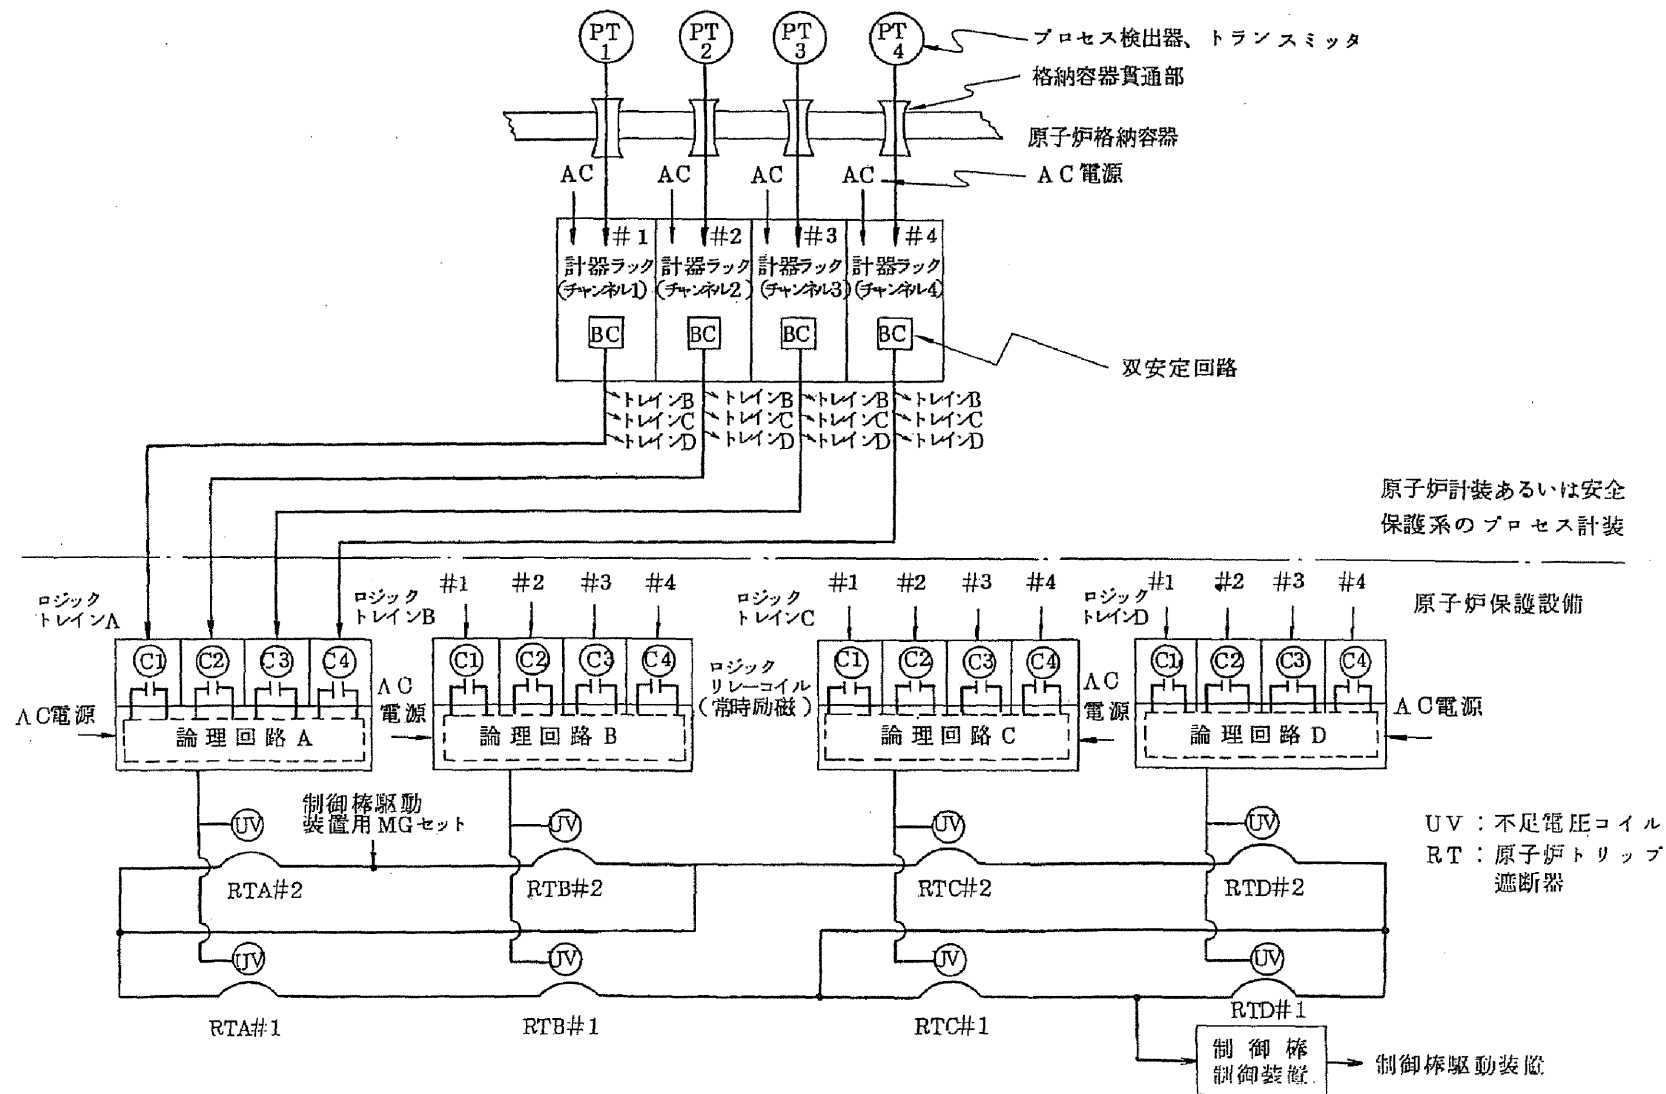 PT
1
PT
2
PT
3
PT
4
プロセス検出器、トランスミッタ
格納容器貫通部
原子炉格納容器
AC
AC
AC
AC
AC電源
#1
#2
#3
#4
計器ラック
(チャンネル1)
計器ラック
(チャンネル2)
計器ラック
(チャンネル3)
計器ラック
(チャンネル4)
BC
BC
BC
BC
双安定回路
トレインB
トレインC
トレインD
トレインB
トレインC
トレインD
トレインB
トレインC
トレインD
トレインB
トレインC
トレインD
原子炉計装あるいは安全
保護系のプロセス計装
原子炉保護設備
ロジック
トレインA
ロジック
トレインB
#1
#2
#3
#4
ロジック
トレインC
#1
#2
#3
#4
ロジック
トレインD
#1
#2
#3
#4
C1
C2
C3
C4
C1
C2
C3
C4
C1
C2
C3
C4
C1
C2
C3
C4
AC電源
AC
電源
ロジック
リレーコイル
(常時励磁)
AC
電源
AC電源
論理回路A
論理回路B
論理回路C
論理回路D
制御棒駆動
装置用MGセット
UV
UV
UV
UV
RTA#2
RTB#2
RTC#2
RTD#2
UV:不足電圧コイル
RT:原子炉トリップ
遮断器
UV
UV
UV
UV
RTA#1
RTB#1
RTC#1
RTD#1
制御棒
制御装置
制御棒駆動装置